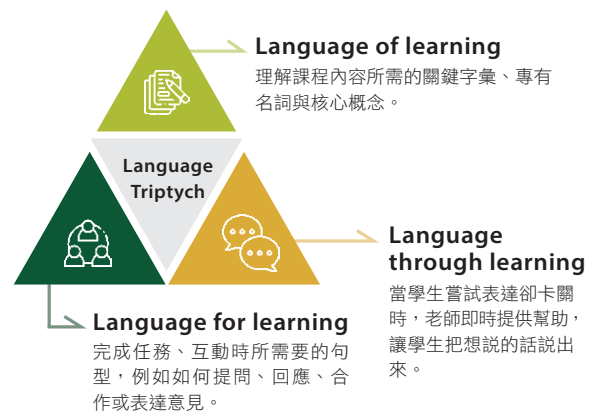 Language of learning
理解課程內容所需的關鍵字彙、專有
名詞與核心概念。
Language
Triptych
Language
through learning
當學生嘗試表達卻卡關
時，老師即時提供幫助，
讓學生把想說的話說出
來。
Language for learning
完成任務、互動時所需要的句
型，例如如何提問、回應、合
作或表達意見。